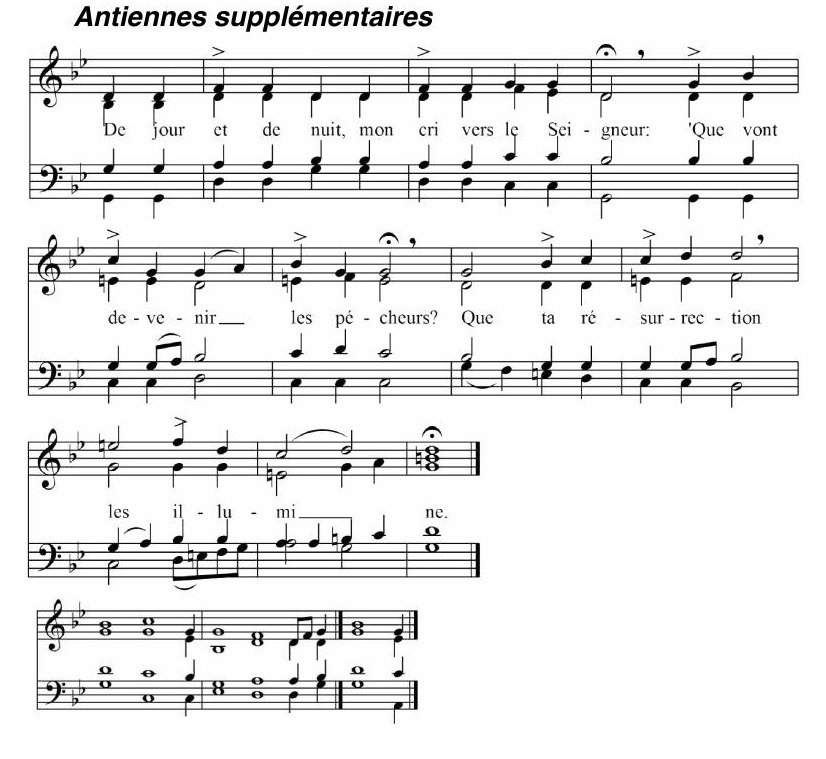 Antiennes supplémentaires
De jour et de nuit, mon cri vers le Sei - gneur: 'Que vont
de - ve - nir les pé - cheurs? Que ta ré - sur - rec - tion
les il - lu - mi ne.